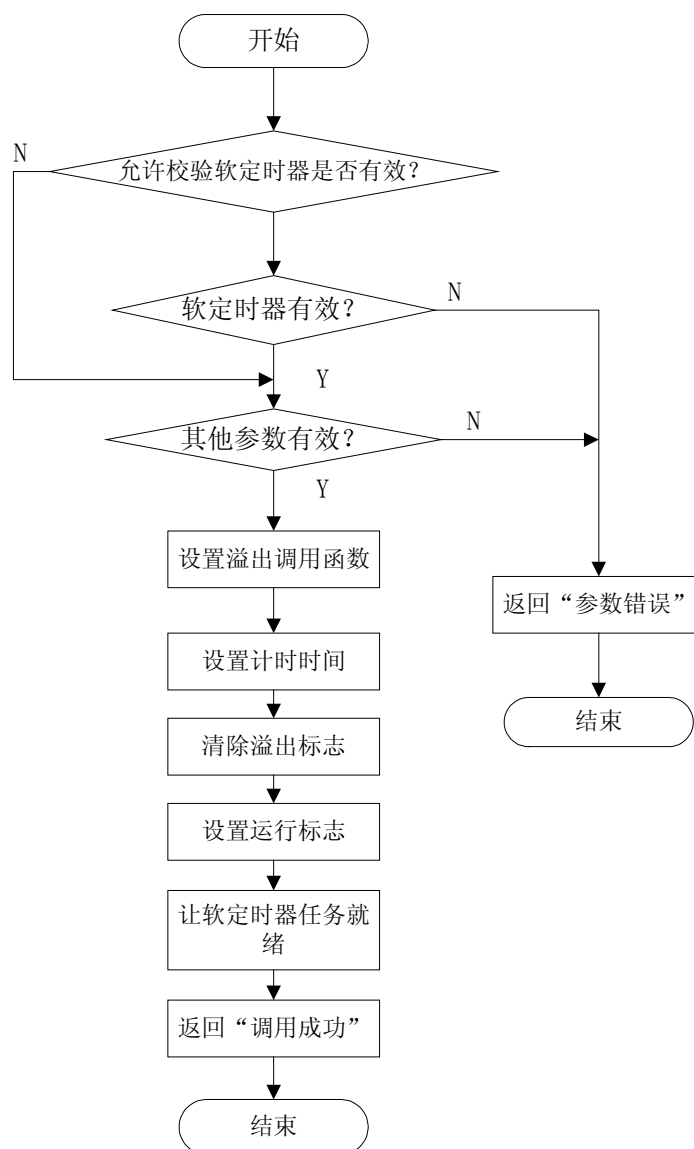 开始
N
允许校验软定时器是否有效？
软定时器有效？
N
Y
其他参数有效？
N
Y
设置溢出调用函数
返回“参数错误”
设置计时时间
结束
清除溢出标志
设置运行标志
让软定时器任务就
绪
返回“调用成功”
结束